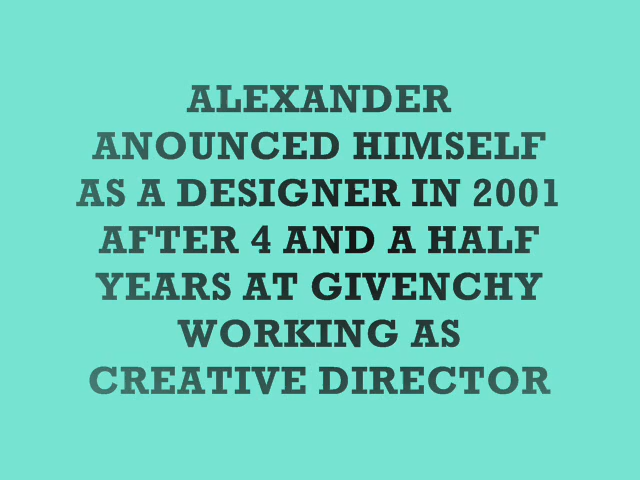 ALEXANDER
ANOUNCED HIMSELF
AS A DESIGNER IN 2001
AFTER 4 AND A HALF
YEARS AT GIVENCHY
WORKING AS
CREATIVE DIRECTOR